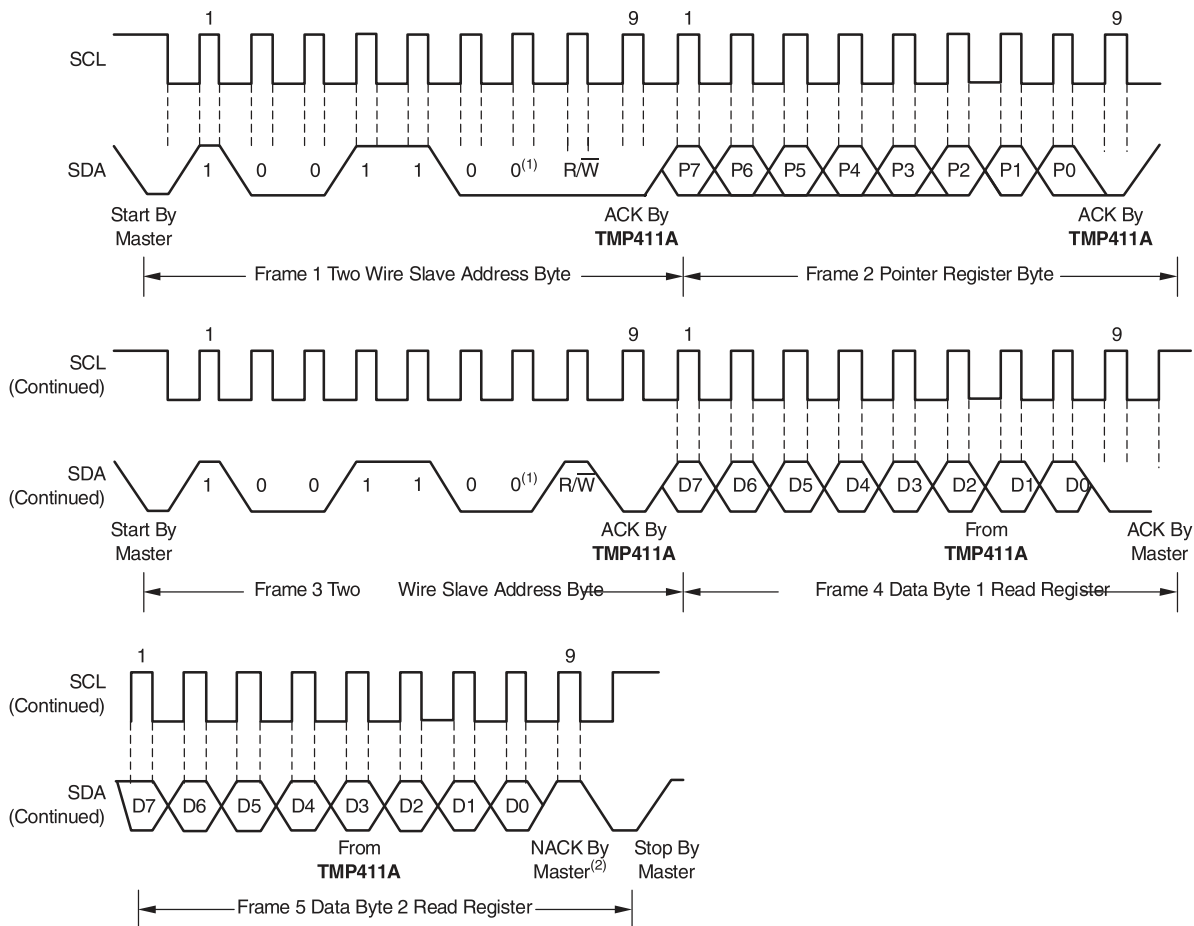 1 9 1 9
SCL
SDA 1 0 0 1 1 0 0(1) R/W̅ P7 P6 P5 P4 P3 P2 P1 P0
Start By ACK By ACK By
Master TMP411A TMP411A
Frame 1 Two Wire Slave Address Byte Frame 2 Pointer Register Byte
1 9 1 9
SCL
(Continued)
SDA
(Continued) 1 0 0 1 1 0 0(1) R/W̅ D7 D6 D5 D4 D3 D2 D1 D0
Start By ACK By From ACK By
Master TMP411A TMP411A Master
Frame 3 Two Wire Slave Address Byte Frame 4 Data Byte 1 Read Register
1 9
SCL
(Continued)
SDA
(Continued) D7 D6 D5 D4 D3 D2 D1 D0
From NACK By Stop By
TMP411A Master(2) Master
Frame 5 Data Byte 2 Read Register